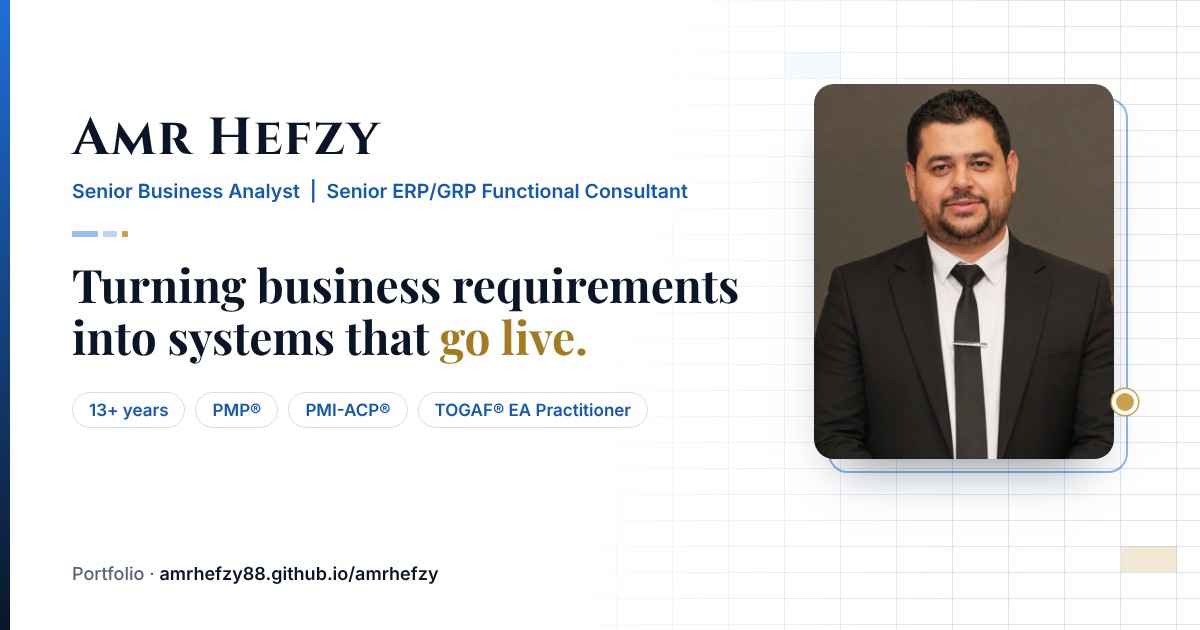 Amr Hefzy
Senior Business Analyst | Senior ERP/GRP Functional Consultant
Turning business requirements
into systems that go live.
13+ years PMP® PMI-ACP® TOGAF® EA Practitioner
Portfolio · amrhefzy88.github.io/amrhefzy